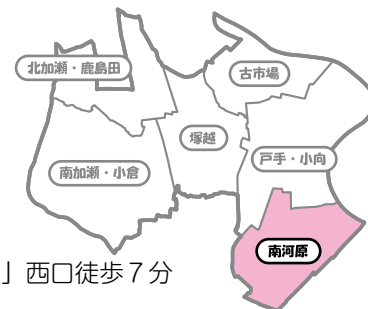 北加瀬・鹿島田
古市場
塚越
戸手・小向
南加瀬・小倉
南河原
」西口徒歩７分